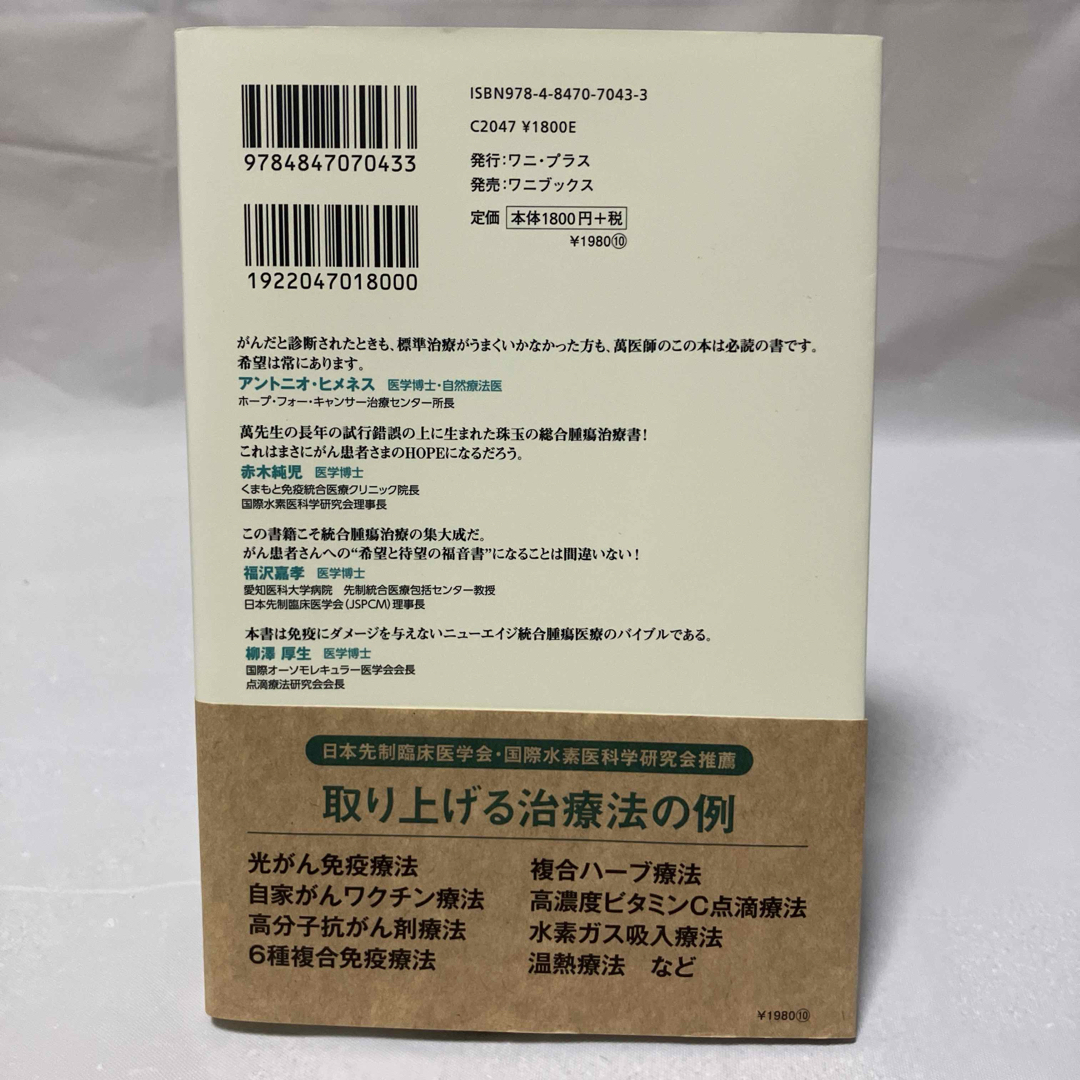 ISBN978-4-8470-7043-3
9784847070433
C2047 ¥1800E
発行:ワニ・プラス
発売:ワニブックス
定価 本体1800円+税
¥1980⑩
1922047018000
がんだと診断されたときも、標準治療がうまくいかなかった方も、萬医師のこの本は必読の書です。
希望は常にあります。
アントニオ・ヒメネス 医学博士・自然療法医
ホープ・フォー・キャンサー治療センター所長
萬先生の長年の試行錯誤の上に生まれた珠玉の総合腫瘍治療書!
これはまさにがん患者さまのHOPEになるだろう。
赤木純児 医学博士
くまもと免疫統合医療クリニック院長
国際水素医科学研究会理事長
この書籍こそ統合腫瘍治療の集大成だ。
がん患者さんへの“希望と待望の福音書”になることは間違いない!
福沢嘉孝 医学博士
愛知医科大学病院 先制統合医療包括センター教授
日本先制臨床医学会(JSPCM)理事長
本書は免疫にダメージを与えないニューエイジ統合腫瘍医療のバイブルである。
柳澤 厚生 医学博士
国際オーソモレキュラー医学会会長
点滴療法研究会会長
日本先制臨床医学会・国際水素医科学研究会推薦
取り上げる治療法の例
光がん免疫療法
自家がんワクチン療法
高分子抗がん剤療法
6種複合免疫療法
複合ハーブ療法
高濃度ビタミンC点滴療法
水素ガス吸入療法
温熱療法 など
¥1980⑩